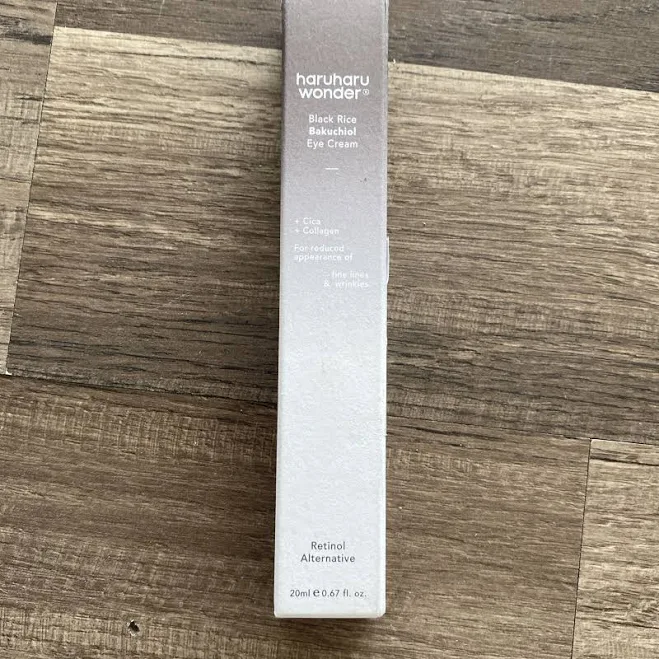 haruharu
wonder®
Black Rice
Bakuchiol
Eye Cream
+ Cica
+ Collagen
For reduced
appearance of
- fine lines
& wrinkles
Retinol
Alternative
20ml ℮ 0.67 fl. oz.